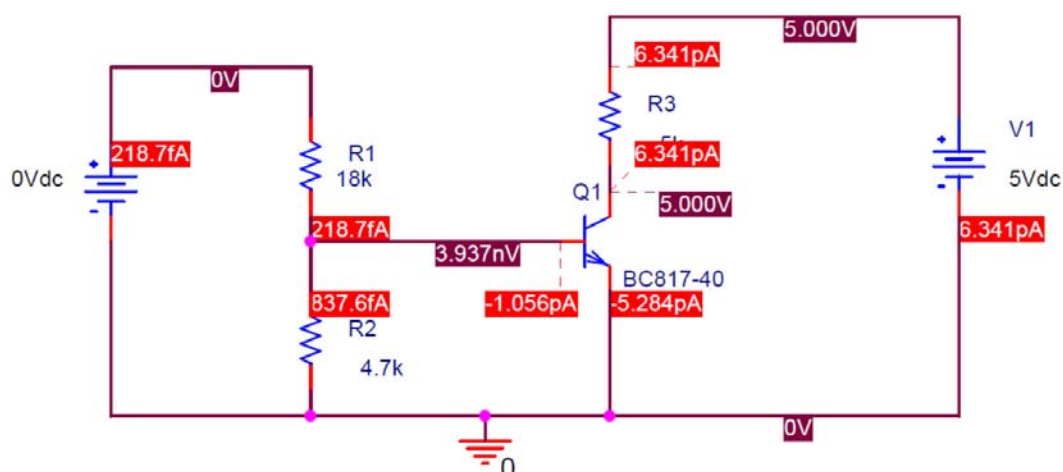 5.000V
6.341pA
0V
R3
218.7fA
R1
V1
0Vdc
18k
6.341pA
5Vdc
Q1
5.000V
218.7fA
6.341pA
3.937nV
BC817-40
837.6fA
-1.056pA
-5.284pA
R2
4.7k
0V
0